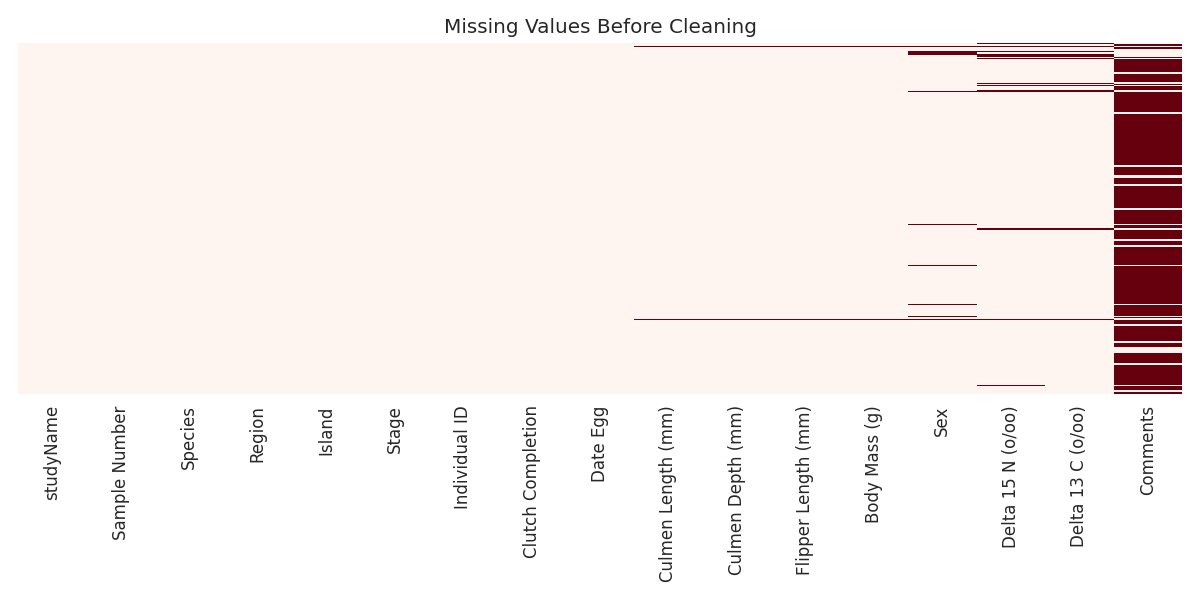 Missing Values Before Cleaning
studyName
Sample Number
Species
Region
Island
Stage
Individual ID
Clutch Completion
Date Egg
Culmen Length (mm)
Culmen Depth (mm)
Flipper Length (mm)
Body Mass (g)
Sex
Delta 15 N (o/oo)
Delta 13 C (o/oo)
Comments